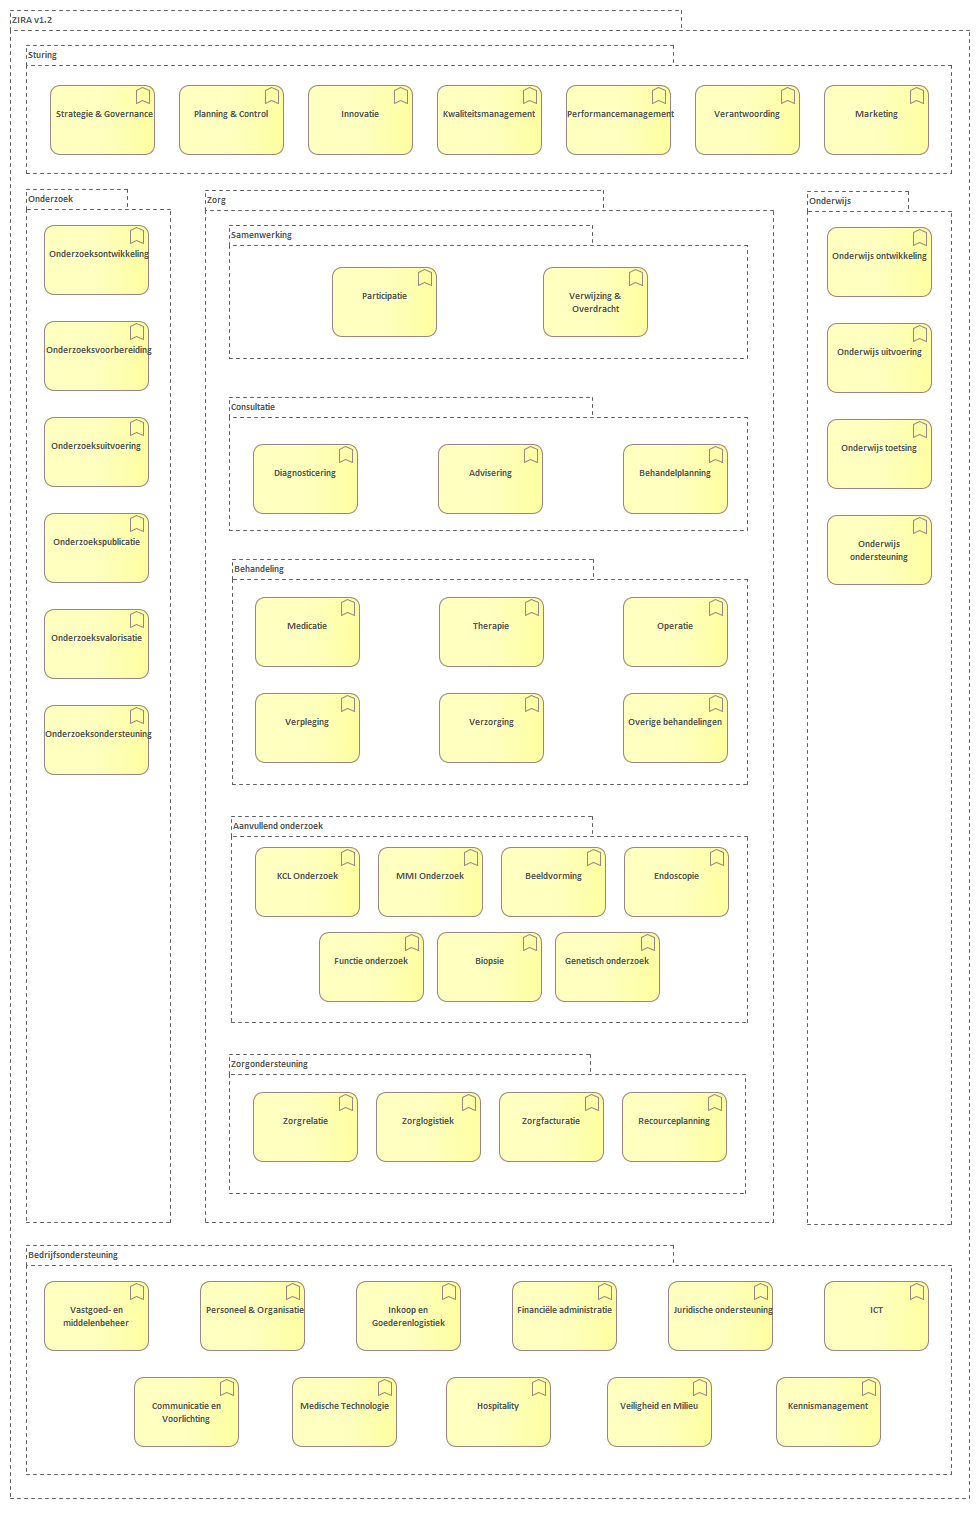 ZIRA v1.2
Sturing
Strategie & Governance
Planning & Control
Innovatie
Kwaliteitsmanagement
Performancemanagement
Verantwoording
Marketing
Onderzoek
Onderzoeksontwikkeling
Onderzoeksvoorbereiding
Onderzoeksuitvoering
Onderzoekspublicatie
Onderzoeksvalorisatie
Onderzoeksondersteuning
Zorg
Samenwerking
Participatie
Verwijzing &
Overdracht
Consultatie
Diagnosticering
Advisering
Behandelplanning
Behandeling
Medicatie
Therapie
Operatie
Verpleging
Verzorging
Overige behandelingen
Aanvullend onderzoek
KCL Onderzoek
MMI Onderzoek
Beeldvorming
Endoscopie
Functie onderzoek
Biopsie
Genetisch onderzoek
Zorgondersteuning
Zorgrelatie
Zorglogistiek
Zorgfacturatie
Recourceplanning
Onderwijs
Onderwijs ontwikkeling
Onderwijs uitvoering
Onderwijs toetsing
Onderwijs
ondersteuning
Bedrijfsondersteuning
Vastgoed- en
middelenbeheer
Personeel & Organisatie
Inkoop en
Goederenlogistiek
Financiële administratie
Juridische ondersteuning
ICT
Communicatie en
Voorlichting
Medische Technologie
Hospitality
Veiligheid en Milieu
Kennismanagement